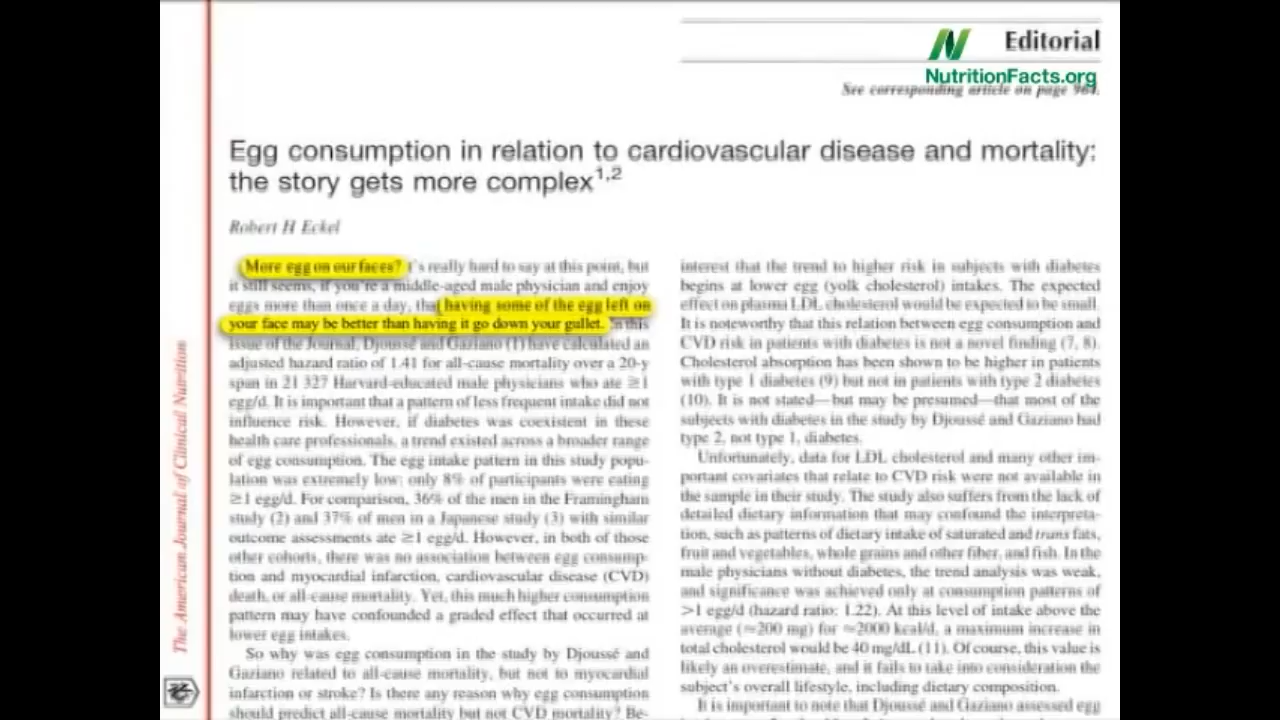 Editorial
NutritionFacts.org
See corresponding article on page 964.
Egg consumption in relation to cardiovascular disease and mortality:
the story gets more complex1,2
Robert H Eckel
More egg on our faces? It's really hard to say at this point, but
it still seems, if you're a middle-aged male physician and enjoy
eggs more than once a day, that having some of the egg left on
your face may be better than having it go down your gullet. In this
issue of the Journal, Djoussé and Gaziano (1) have calculated an
adjusted hazard ratio of 1.41 for all-cause mortality over a 20-y
span in 21 327 Harvard-educated male physicians who ate ≥1
egg/d. It is important that a pattern of less frequent intake did not
influence risk. However, if diabetes was coexistent in these
health care professionals, a trend existed across a broader range
of egg consumption. The egg intake pattern in this study popu-
lation was extremely low; only 8% of participants were eating
≥1 egg/d. For comparison, 36% of the men in the Framingham
study (2) and 37% of men in a Japanese study (3) with similar
outcome assessments ate ≥1 egg/d. However, in both of those
other cohorts, there was no association between egg consump-
tion and myocardial infarction, cardiovascular disease (CVD)
death, or all-cause mortality. Yet, this much higher consumption
pattern may have confounded a graded effect that occurred at
lower egg intakes.
So why was egg consumption in the study by Djoussé and
Gaziano related to all-cause mortality, but not to myocardial
infarction or stroke? Is there any reason why egg consumption
should predict all-cause mortality but not CVD mortality? Be-
interest that the trend to higher risk in subjects with diabetes
begins at lower egg (yolk cholesterol) intakes. The expected
effect on plasma LDL cholesterol would be expected to be small.
It is noteworthy that this relation between egg consumption and
CVD risk in patients with diabetes is not a novel finding (7, 8).
Cholesterol absorption has been shown to be higher in patients
with type 1 diabetes (9) but not in patients with type 2 diabetes
(10). It is not stated—but may be presumed—that most of the
subjects with diabetes in the study by Djoussé and Gaziano had
type 2, not type 1, diabetes.
Unfortunately, data for LDL cholesterol and many other im-
portant covariates that relate to CVD risk were not available in
the sample in their study. The study also suffers from the lack of
detailed dietary information that may confound the interpreta-
tion, such as patterns of dietary intake of saturated and trans fats,
fruit and vegetables, whole grains and other fiber, and fish. In the
male physicians without diabetes, the trend analysis was weak,
and significance was achieved only at consumption patterns of
>1 egg/d (hazard ratio: 1.22). At this level of intake above the
average (≈200 mg) for ≈2000 kcal/d, a maximum increase in
total cholesterol would be 40 mg/dL (11). Of course, this value is
likely an overestimate, and it fails to take into consideration the
subject's overall lifestyle, including dietary composition.
It is important to note that Djoussé and Gaziano assessed egg
The American Journal of Clinical Nutrition